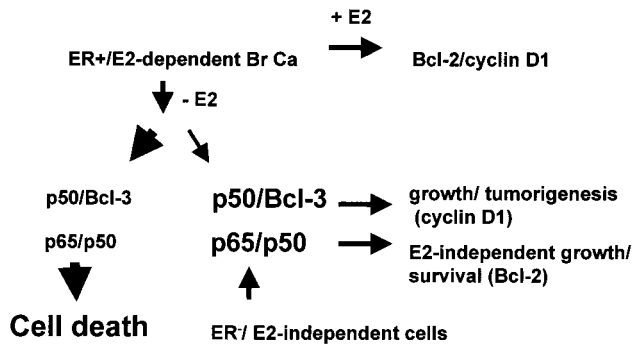 + E2
ER+/E2-dependent Br Ca
Bcl-2/cyclin D1
- E2
p50/Bcl-3
p65/p50
Cell death
p50/Bcl-3
p65/p50
growth/ tumorigenesis
(cyclin D1)
E2-independent growth/
survival (Bcl-2)
ER⁻/ E2-independent cells